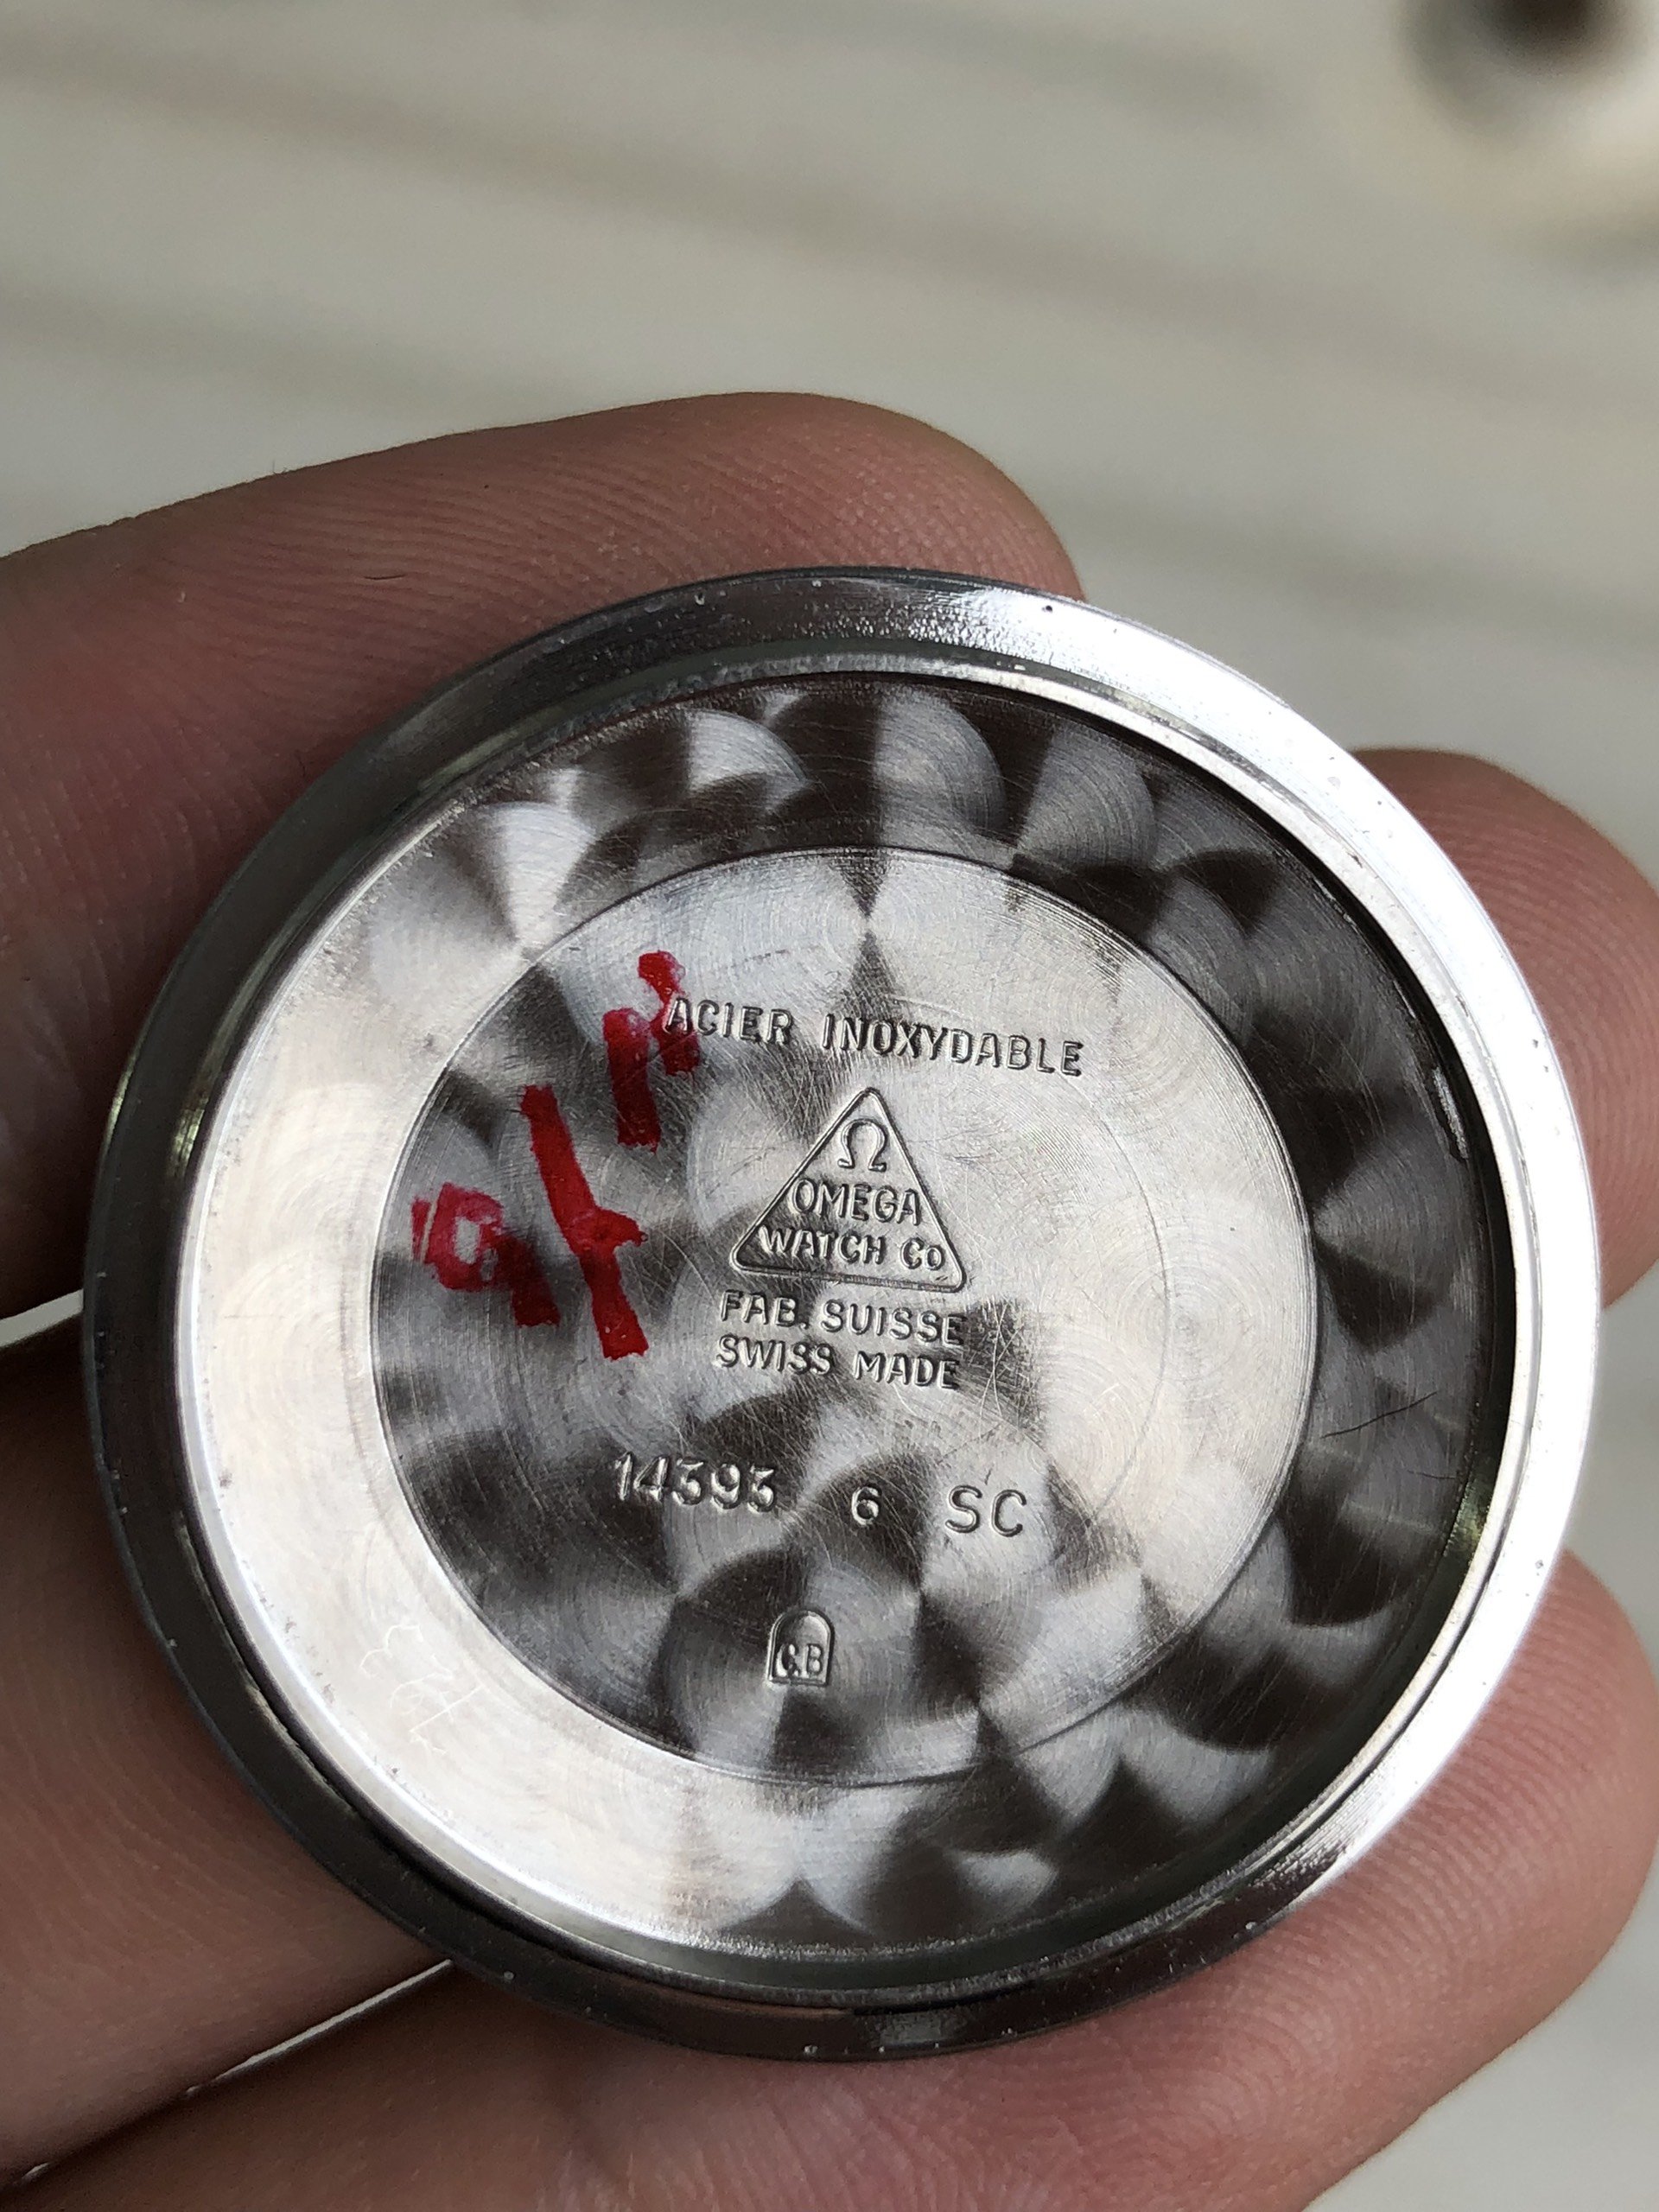 ACIER INOXYDABLE
Ω
OMEGA
WATCH Co
FAB. SUISSE
SWISS MADE
14393 6 SC
C.B